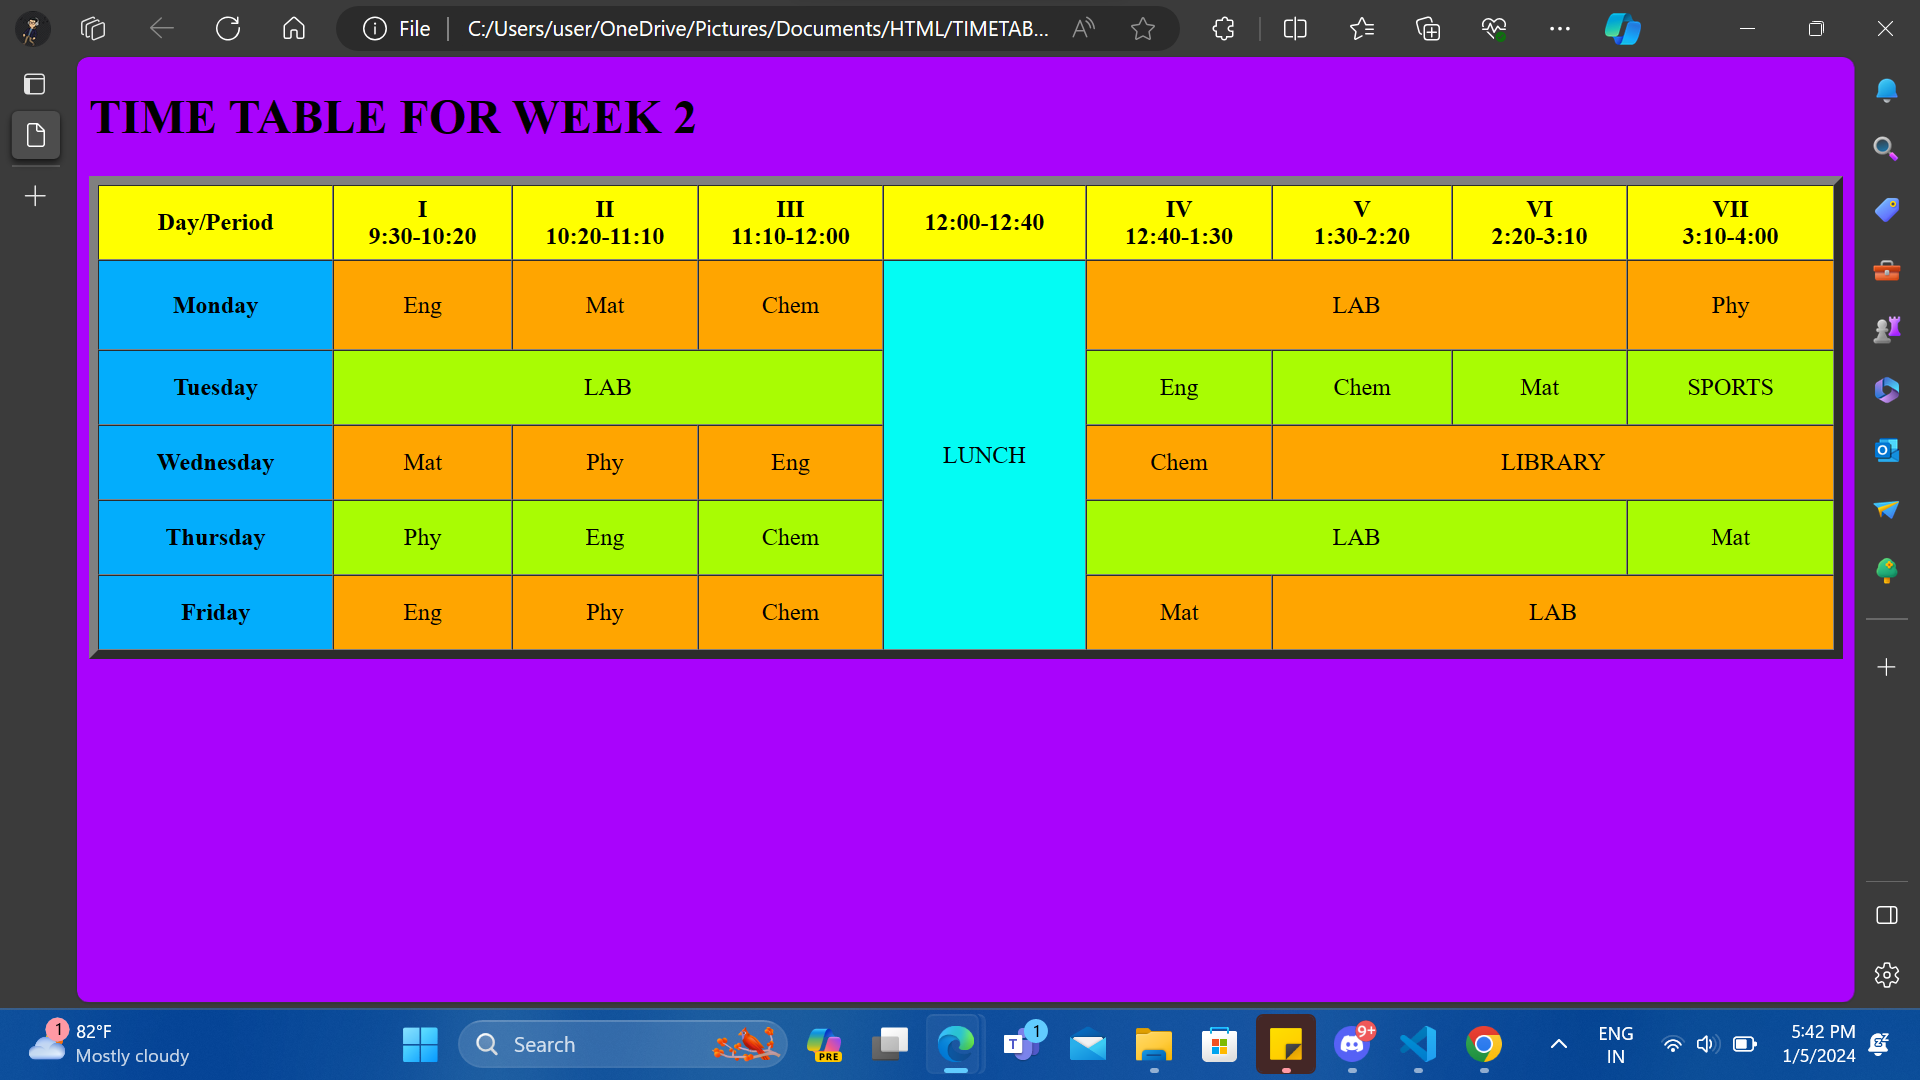 File
C:/Users/user/OneDrive/Pictures/Documents/HTML/TIMETAB...
TIME TABLE FOR WEEK 2
Day/Period
I
9:30-10:20
II
10:20-11:10
III
11:10-12:00
12:00-12:40
IV
12:40-1:30
V
1:30-2:20
VI
2:20-3:10
VII
3:10-4:00
Monday
Eng
Mat
Chem
LUNCH
LAB
Phy
Tuesday
LAB
Eng
Chem
Mat
SPORTS
Wednesday
Mat
Phy
Eng
Chem
LIBRARY
Thursday
Phy
Eng
Chem
LAB
Mat
Friday
Eng
Phy
Chem
Mat
LAB
1
82°F
Mostly cloudy
Search
PRE
T
1
9+
ENG
IN
5:42 PM
1/5/2024